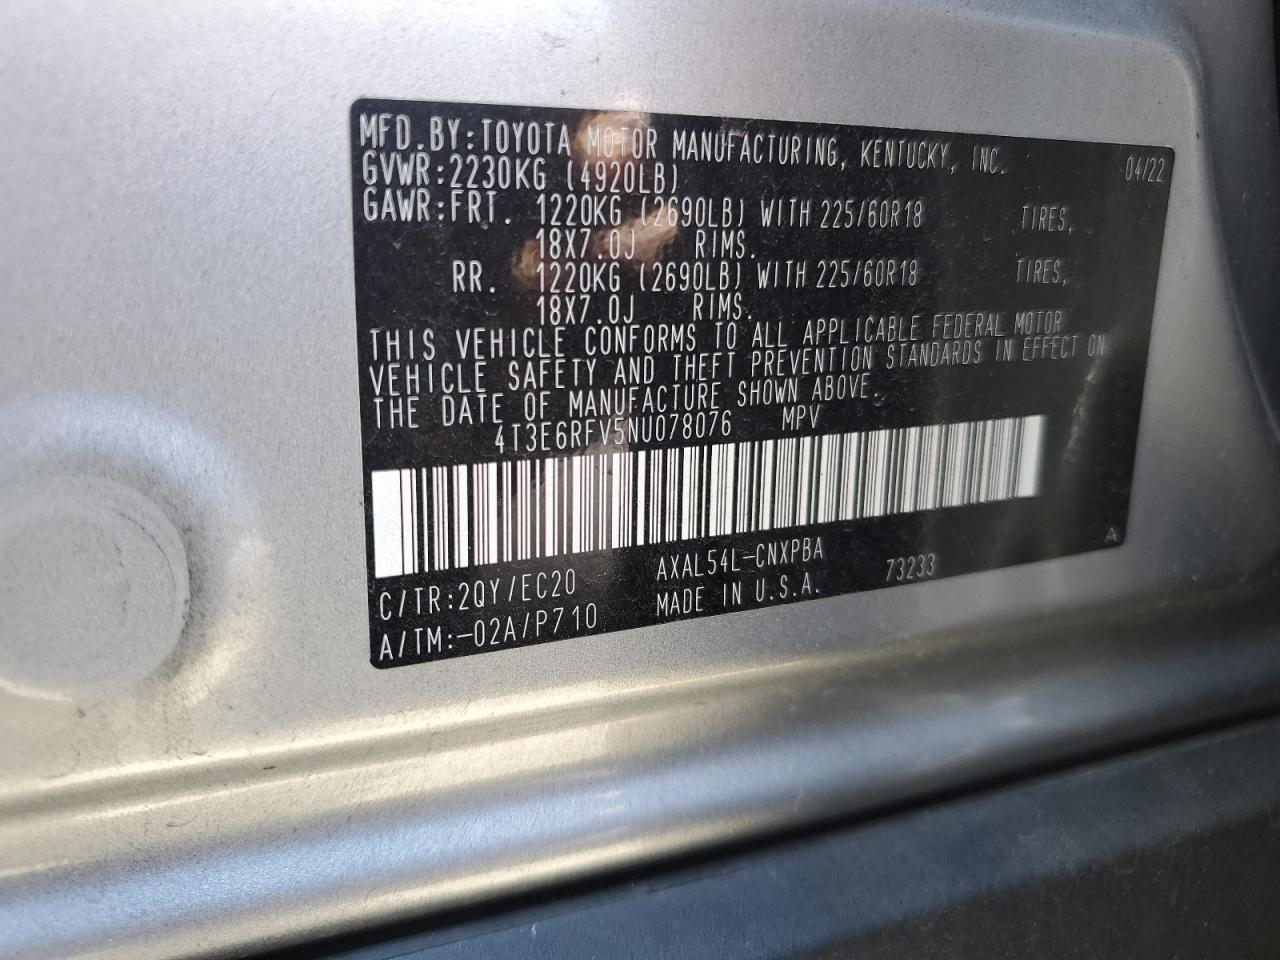 MFD.BY:TOYOTA MOTOR MANUFACTURING, KENTUCKY, INC. 04/22
GVWR:2230KG (4920LB)
GAWR:FRT. 1220KG (2690LB) WITH 225/60R18 TIRES,
18X7.0J RIMS.
RR. 1220KG (2690LB) WITH 225/60R18 TIRES,
18X7.0J RIMS.
THIS VEHICLE CONFORMS TO ALL APPLICABLE FEDERAL MOTOR
VEHICLE SAFETY AND THEFT PREVENTION STANDARDS IN EFFECT ON
THE DATE OF MANUFACTURE SHOWN ABOVE.
4T3E6RFV5NU078076 MPV
C/TR:2QY/EC20 AXAL54L-CNXPBA
A/TM:-02A/P710 MADE IN U.S.A. 73233 A